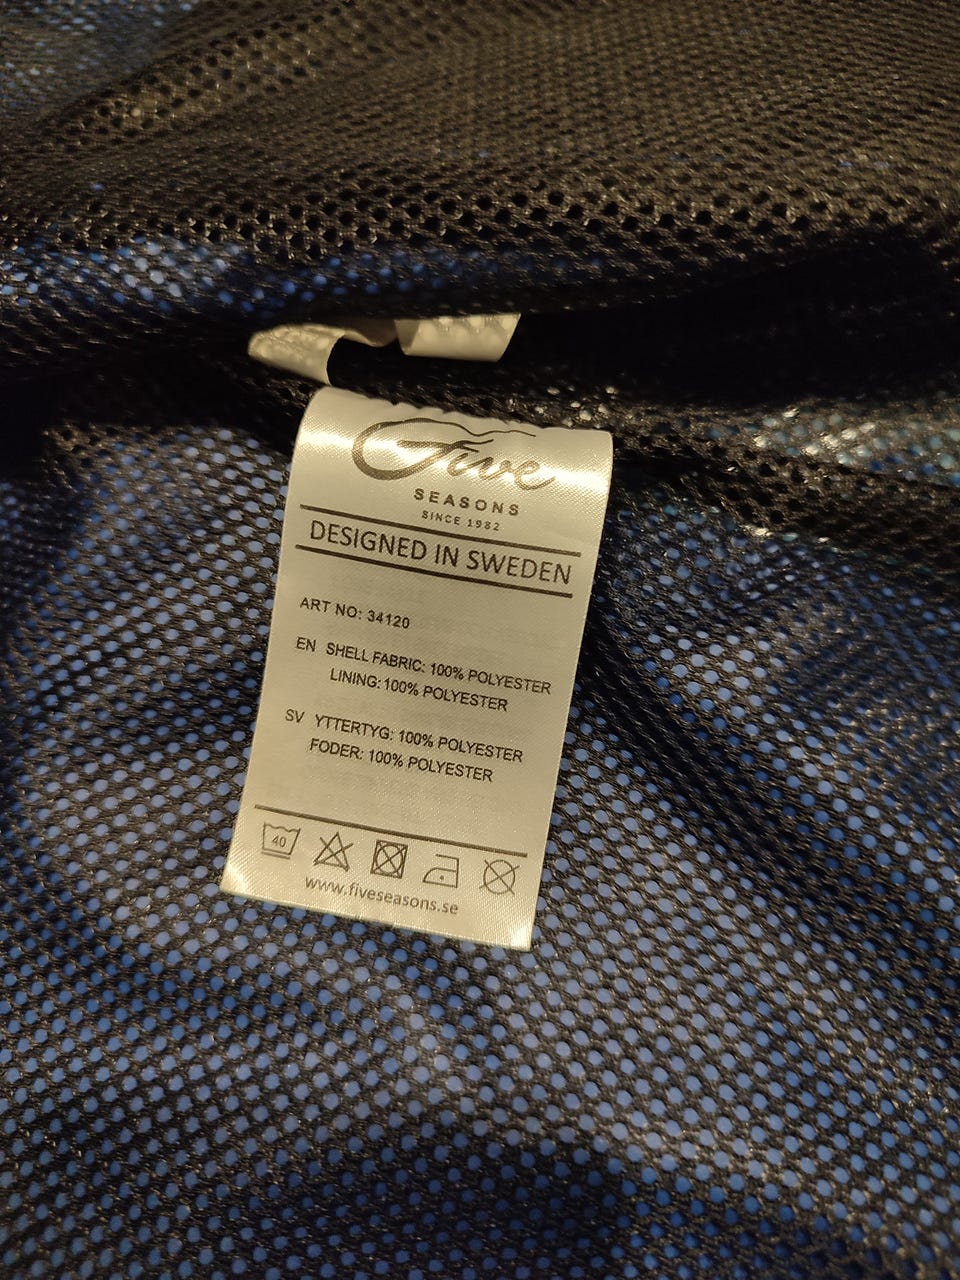 Five
SEASONS
SINCE 1982
DESIGNED IN SWEDEN
ART NO: 34120
EN SHELL FABRIC: 100% POLYESTER
LINING: 100% POLYESTER
SV YTTERTYG: 100% POLYESTER
FODER: 100% POLYESTER
40
www.fiveseasons.se